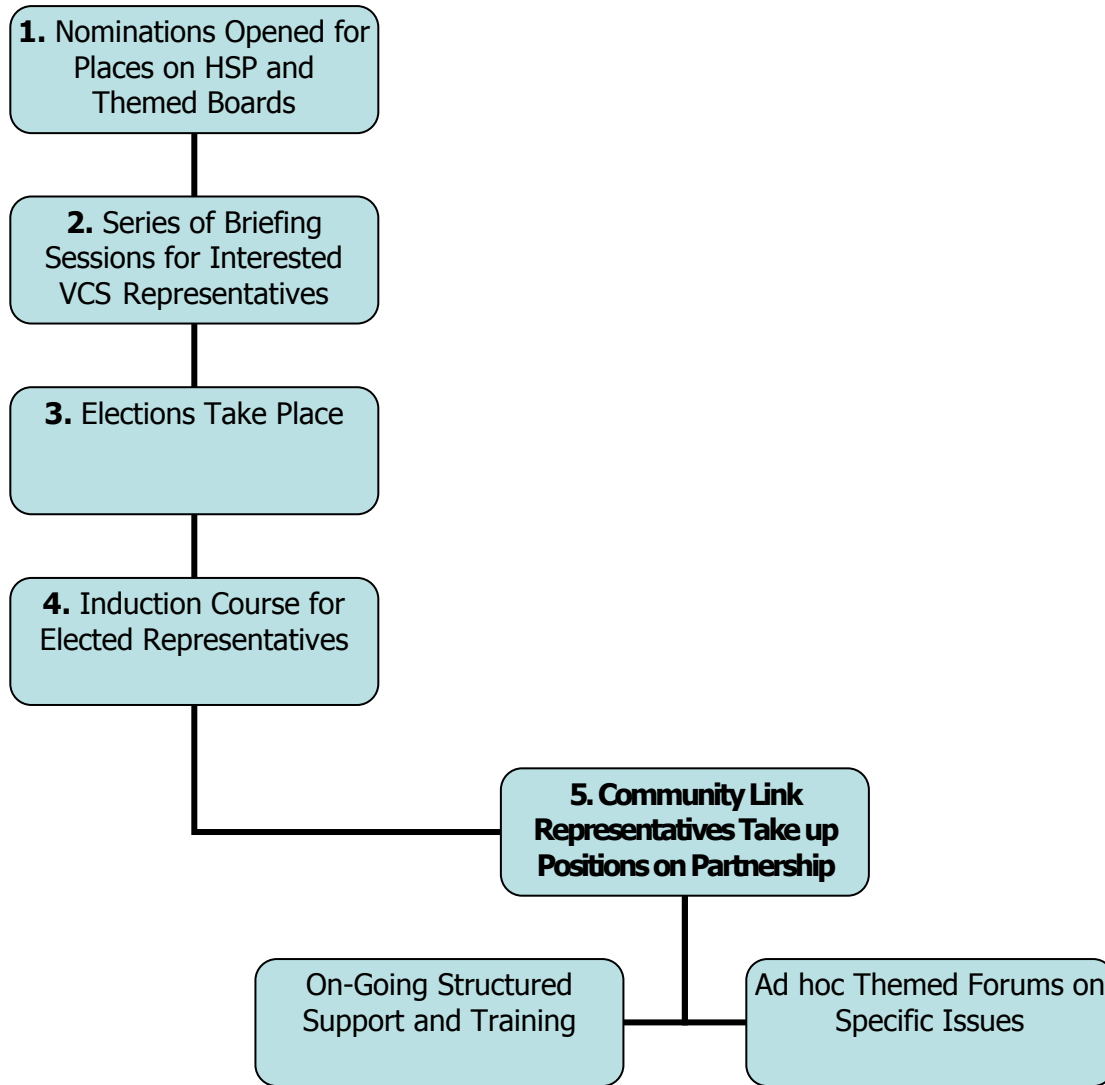 1. Nominations Opened for
Places on HSP and
Themed Boards
2. Series of Briefing
Sessions for Interested
VCS Representatives
3. Elections Take Place
4. Induction Course for
Elected Representatives
5. Community Link
Representatives Take up
Positions on Partnership
On-Going Structured
Support and Training
Ad hoc Themed Forums on
Specific Issues